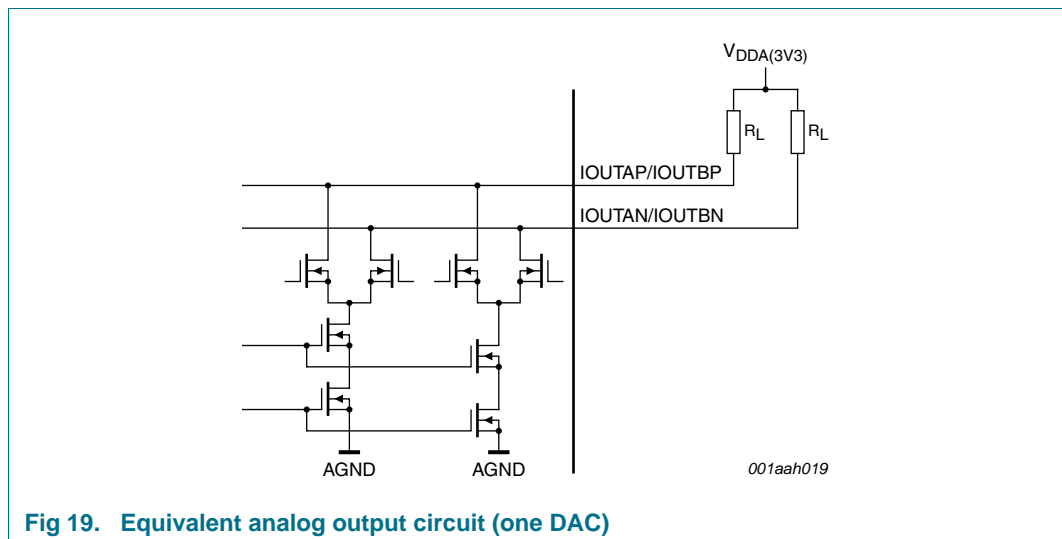 VDDA(3V3)
RL
RL
IOUTAP/IOUTBP
IOUTAN/IOUTBN
AGND
AGND
001aah019
Fig 19. Equivalent analog output circuit (one DAC)